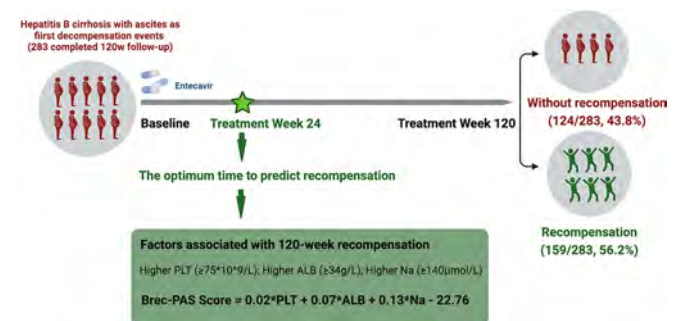 Hepatitis B cirrhosis with ascites as
fiirst decompensation events
(283 completed 120w follow-up)
Entecavir
Baseline
Treatment Week 24
Treatment Week 120
Without recompensation
(124/283, 43.8%)
The optimum time to predict recompensation
Recompensation
(159/283, 56.2%)
Factors associated with 120-week recompensation
Higher PLT (≥75*10^9/L); Higher ALB (≥34g/L); Higher Na (≥140μmol/L)
Brec-PAS Score = 0.02*PLT + 0.07*ALB + 0.13*Na - 22.76